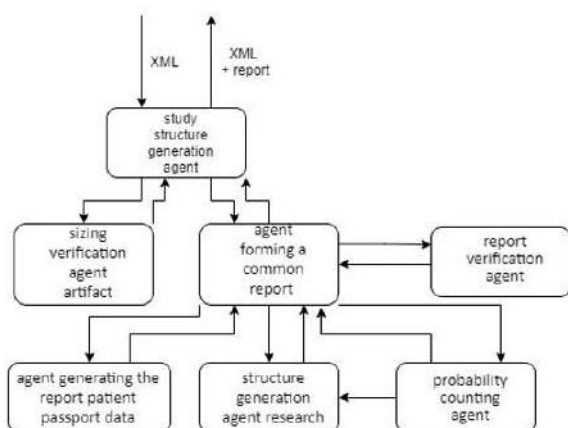 XML
XML
+ report
study
structure
generation
agent
sizing
verification
agent
artifact
agent
forming a
common
report
report
verification
agent
agent generating the
report patient
passport data
structure
generation
agent research
probability
counting
agent